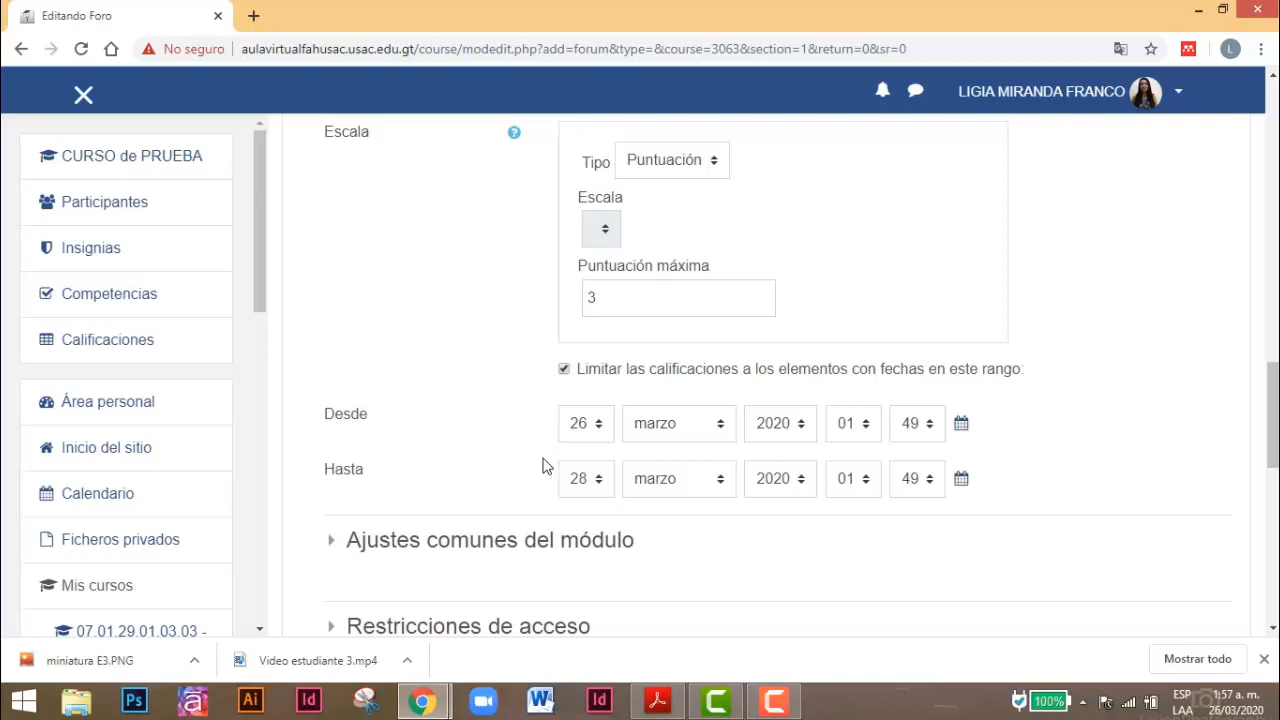 Editando Foro
No seguro aulavirtualfahusac.usac.edu.gt/course/modedit.php?add=forum&type=&course=3063&section=1&return=0&sr=0
L
LIGIA MIRANDA FRANCO
CURSO de PRUEBA
Participantes
Insignias
Competencias
Calificaciones
Área personal
Inicio del sitio
Calendario
Ficheros privados
Mis cursos
07.01.29.01.03.03 -
Escala
Tipo Puntuación
Escala
Puntuación máxima
3
Limitar las calificaciones a los elementos con fechas en este rango:
Desde 26 marzo 2020 01 49
Hasta 28 marzo 2020 01 49
Ajustes comunes del módulo
Restricciones de acceso
miniatura E3.PNG
Video estudiante 3.mp4
Mostrar todo
Ps
Ai
Id
W
Id
C
C
100%
ESP
LAA
1:57 a. m.
26/03/2020